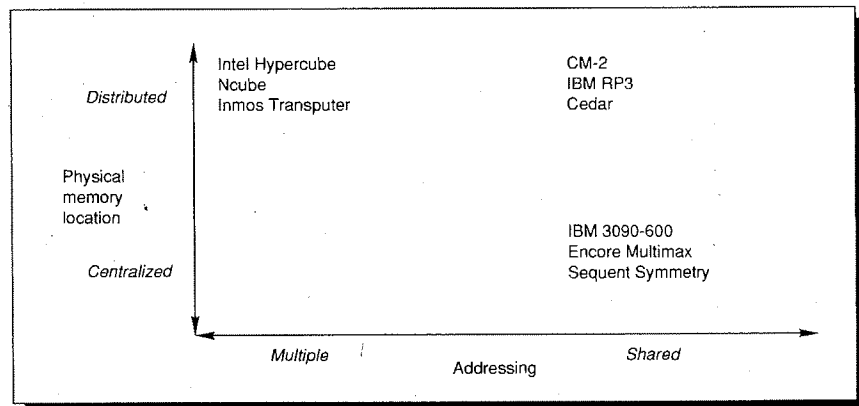 Intel Hypercube
Ncube
Inmos Transputer
CM-2
IBM RP3
Cedar
Distributed
Physical
memory
location
IBM 3090-600
Encore Multimax
Sequent Symmetry
Centralized
Multiple
Shared
Addressing